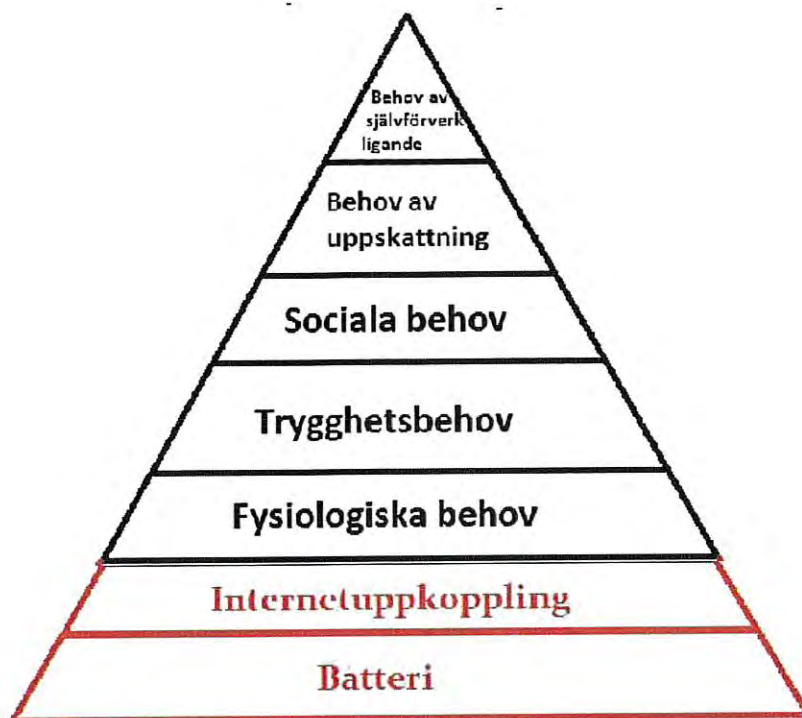 Behov av
självförverk
ligande
Behov av
uppskattning
Sociala behov
Trygghetsbehov
Fysiologiska behov
Internetuppkoppling
Batteri